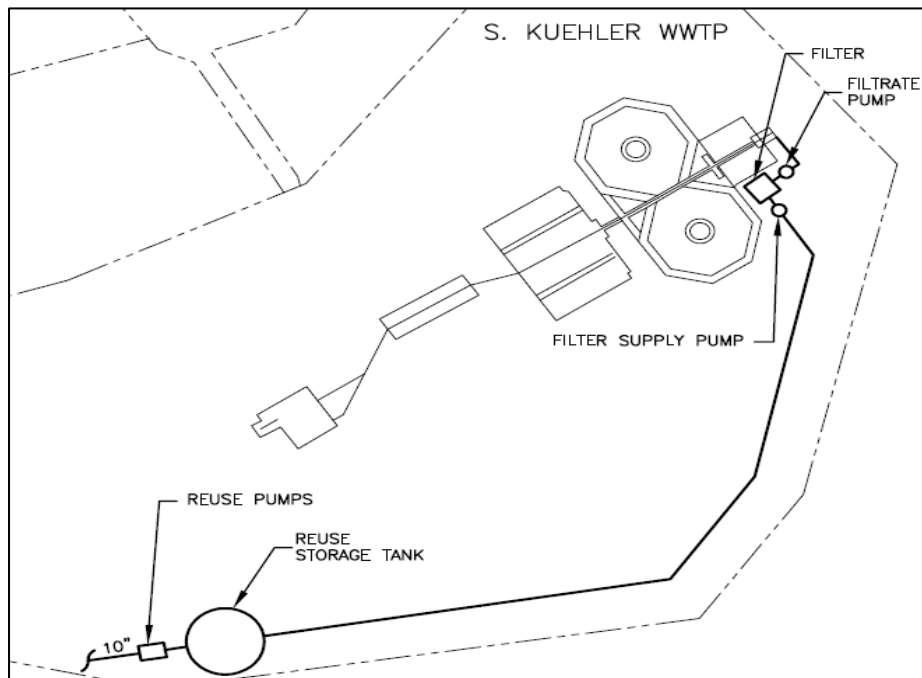 S. KUEHLER WWTP
FILTER
FILTRATE
PUMP
FILTER SUPPLY PUMP
REUSE PUMPS
REUSE
STORAGE TANK
10"